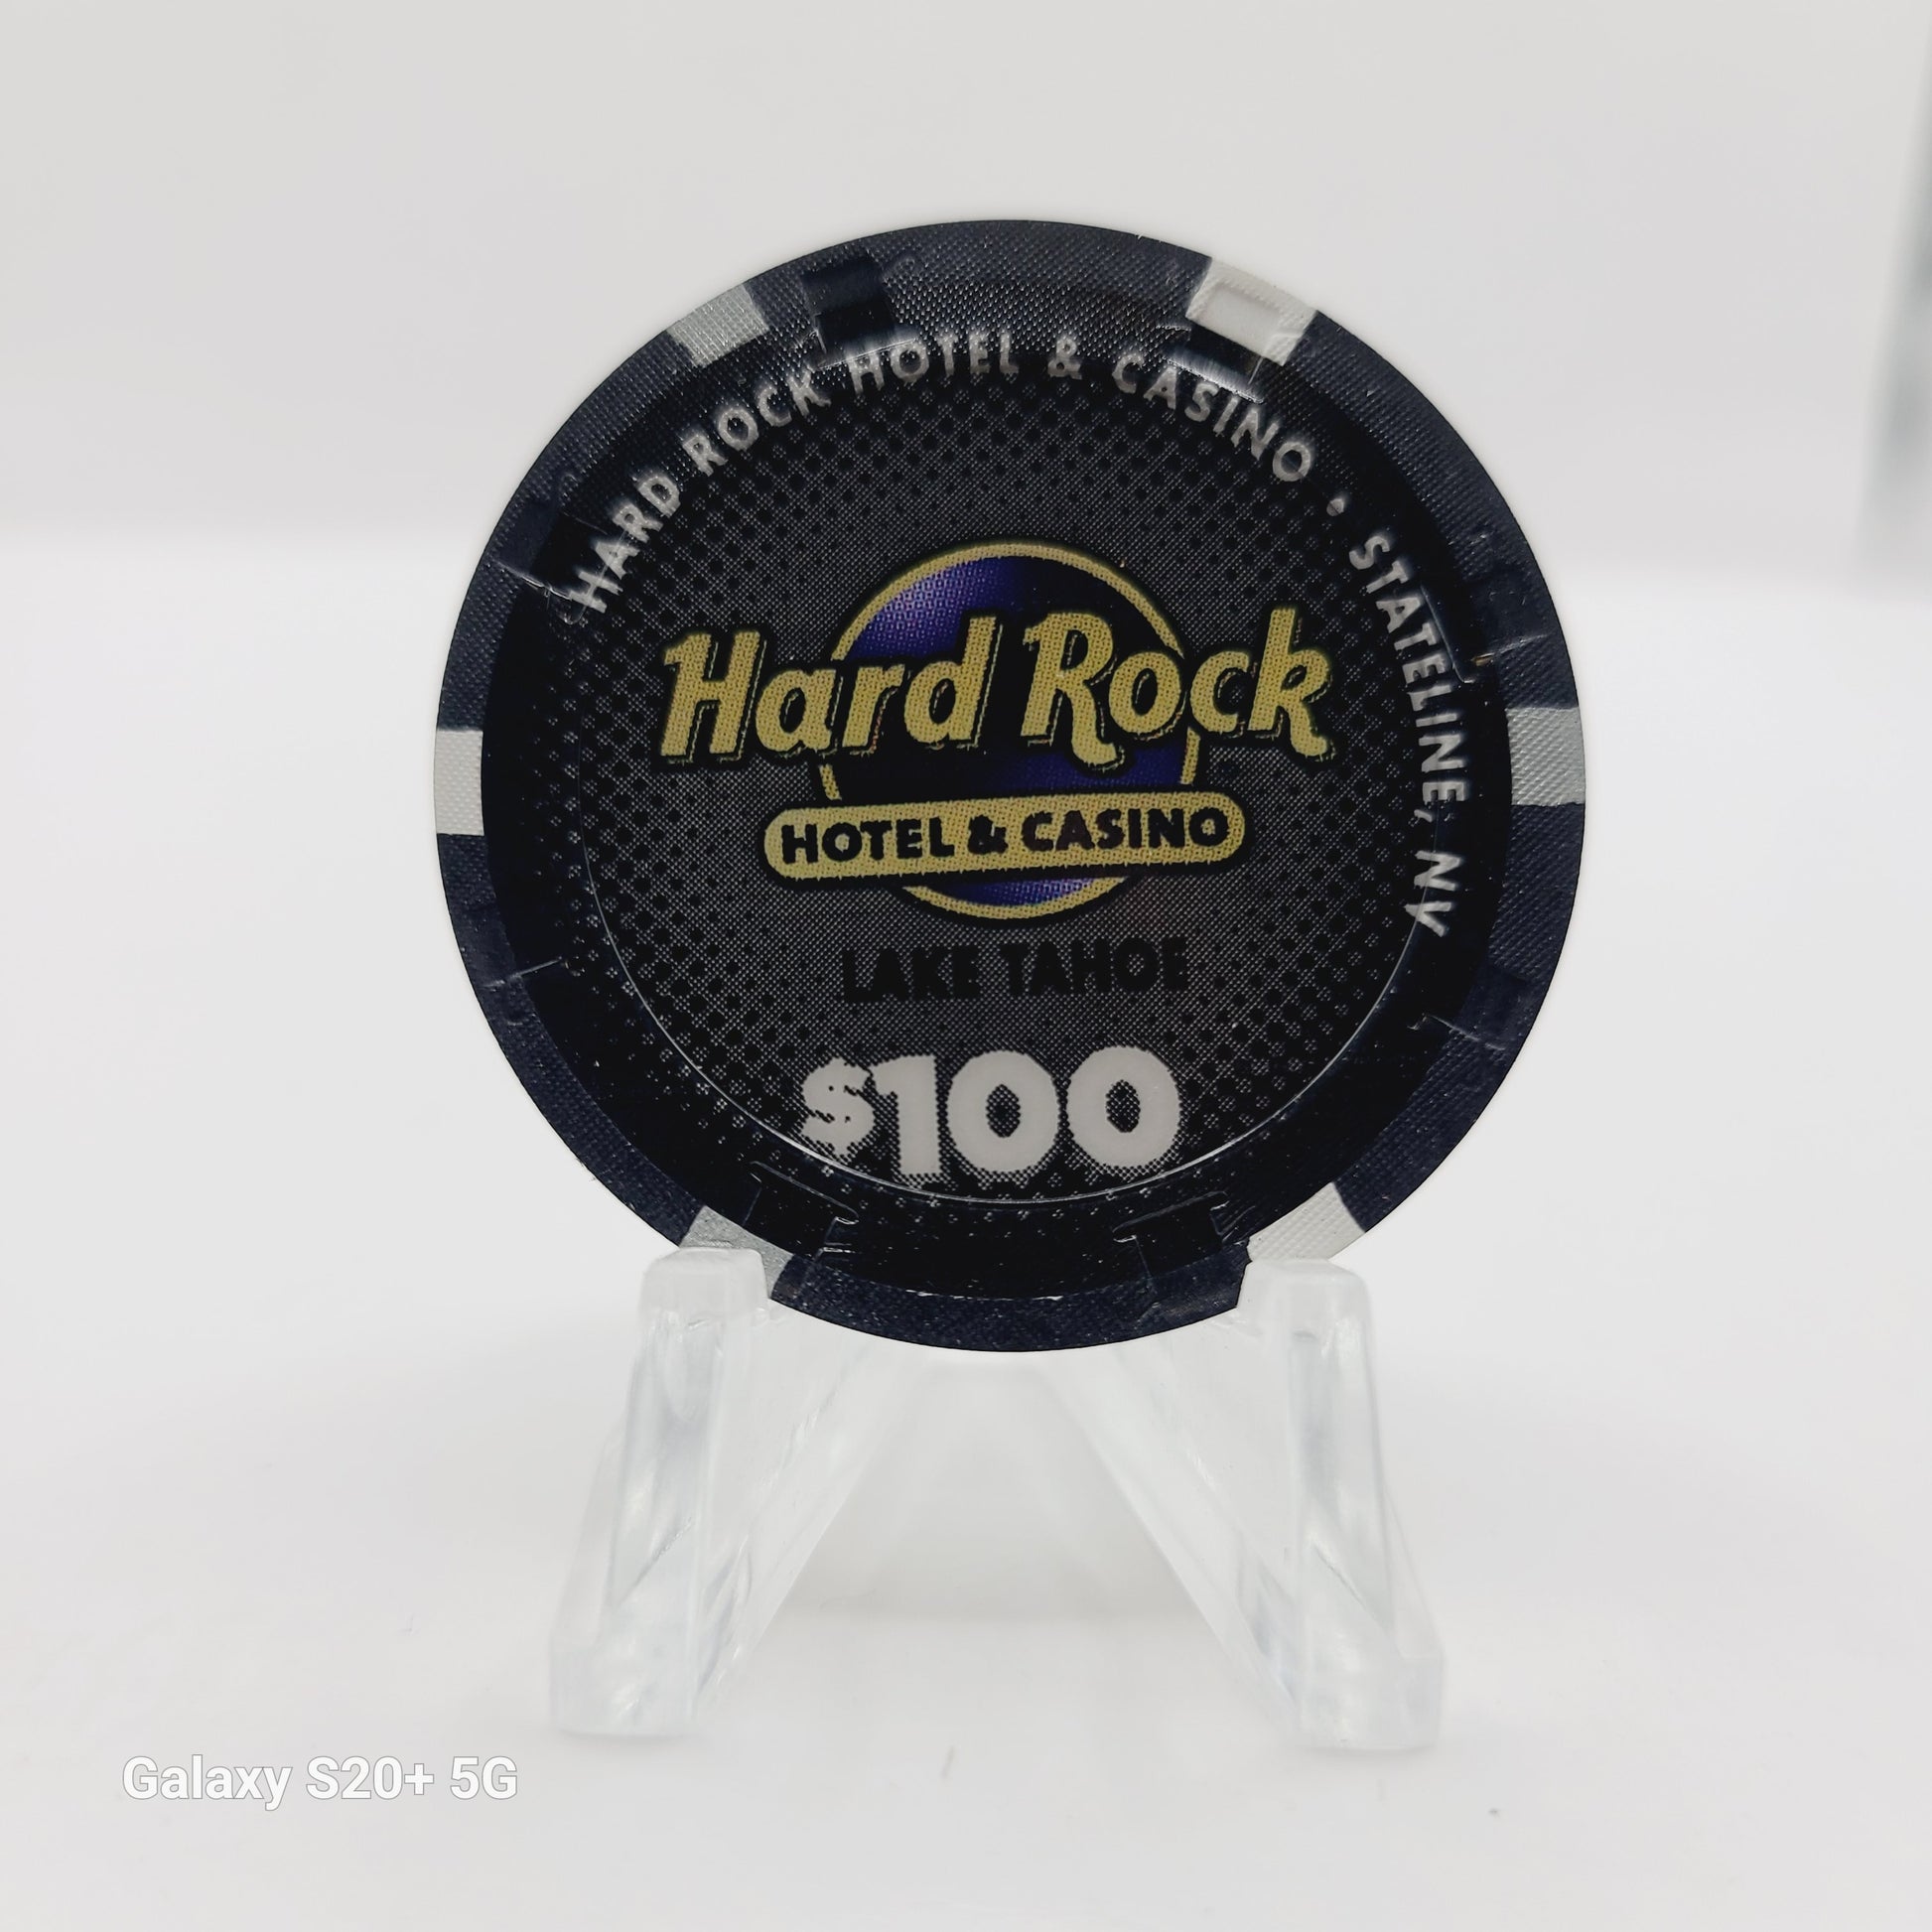 HARD ROCK HOTEL & CASINO • STATELINE, NV
Hard Rock
HOTEL & CASINO
LAKE TAHOE
$100
Galaxy S20+ 5G